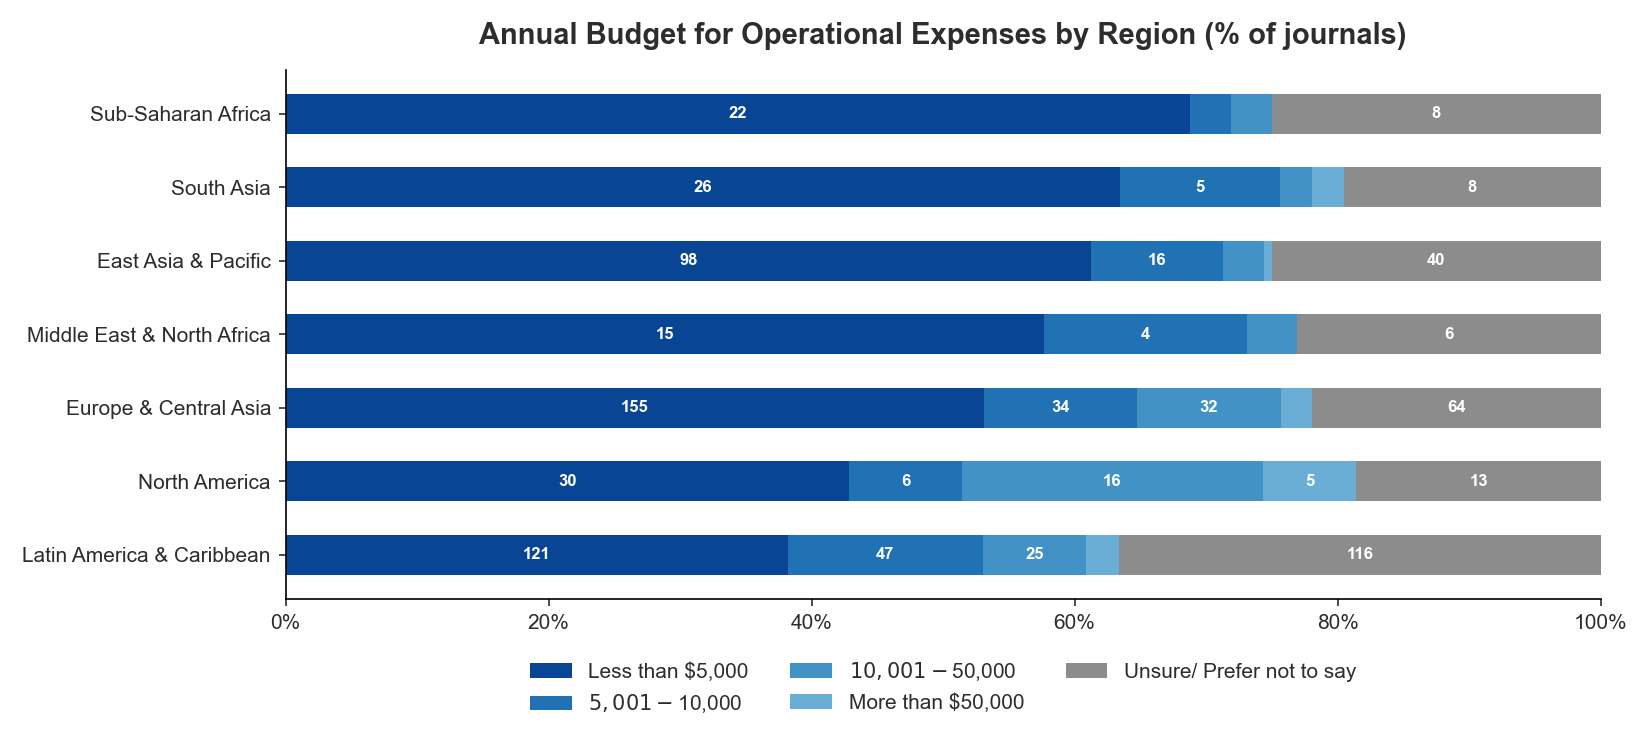 Annual Budget for Operational Expenses by Region (% of journals)
Sub-Saharan Africa 22 8
South Asia 26 5 8
East Asia & Pacific 98 16 40
Middle East & North Africa 15 4 6
Europe & Central Asia 155 34 32 64
North America 30 6 16 5 13
Latin America & Caribbean 121 47 25 116
0% 20% 40% 60% 80% 100%
Less than $5,000 10,001 − 50,000 Unsure/ Prefer not to say
5,001 − 10,000 More than $50,000